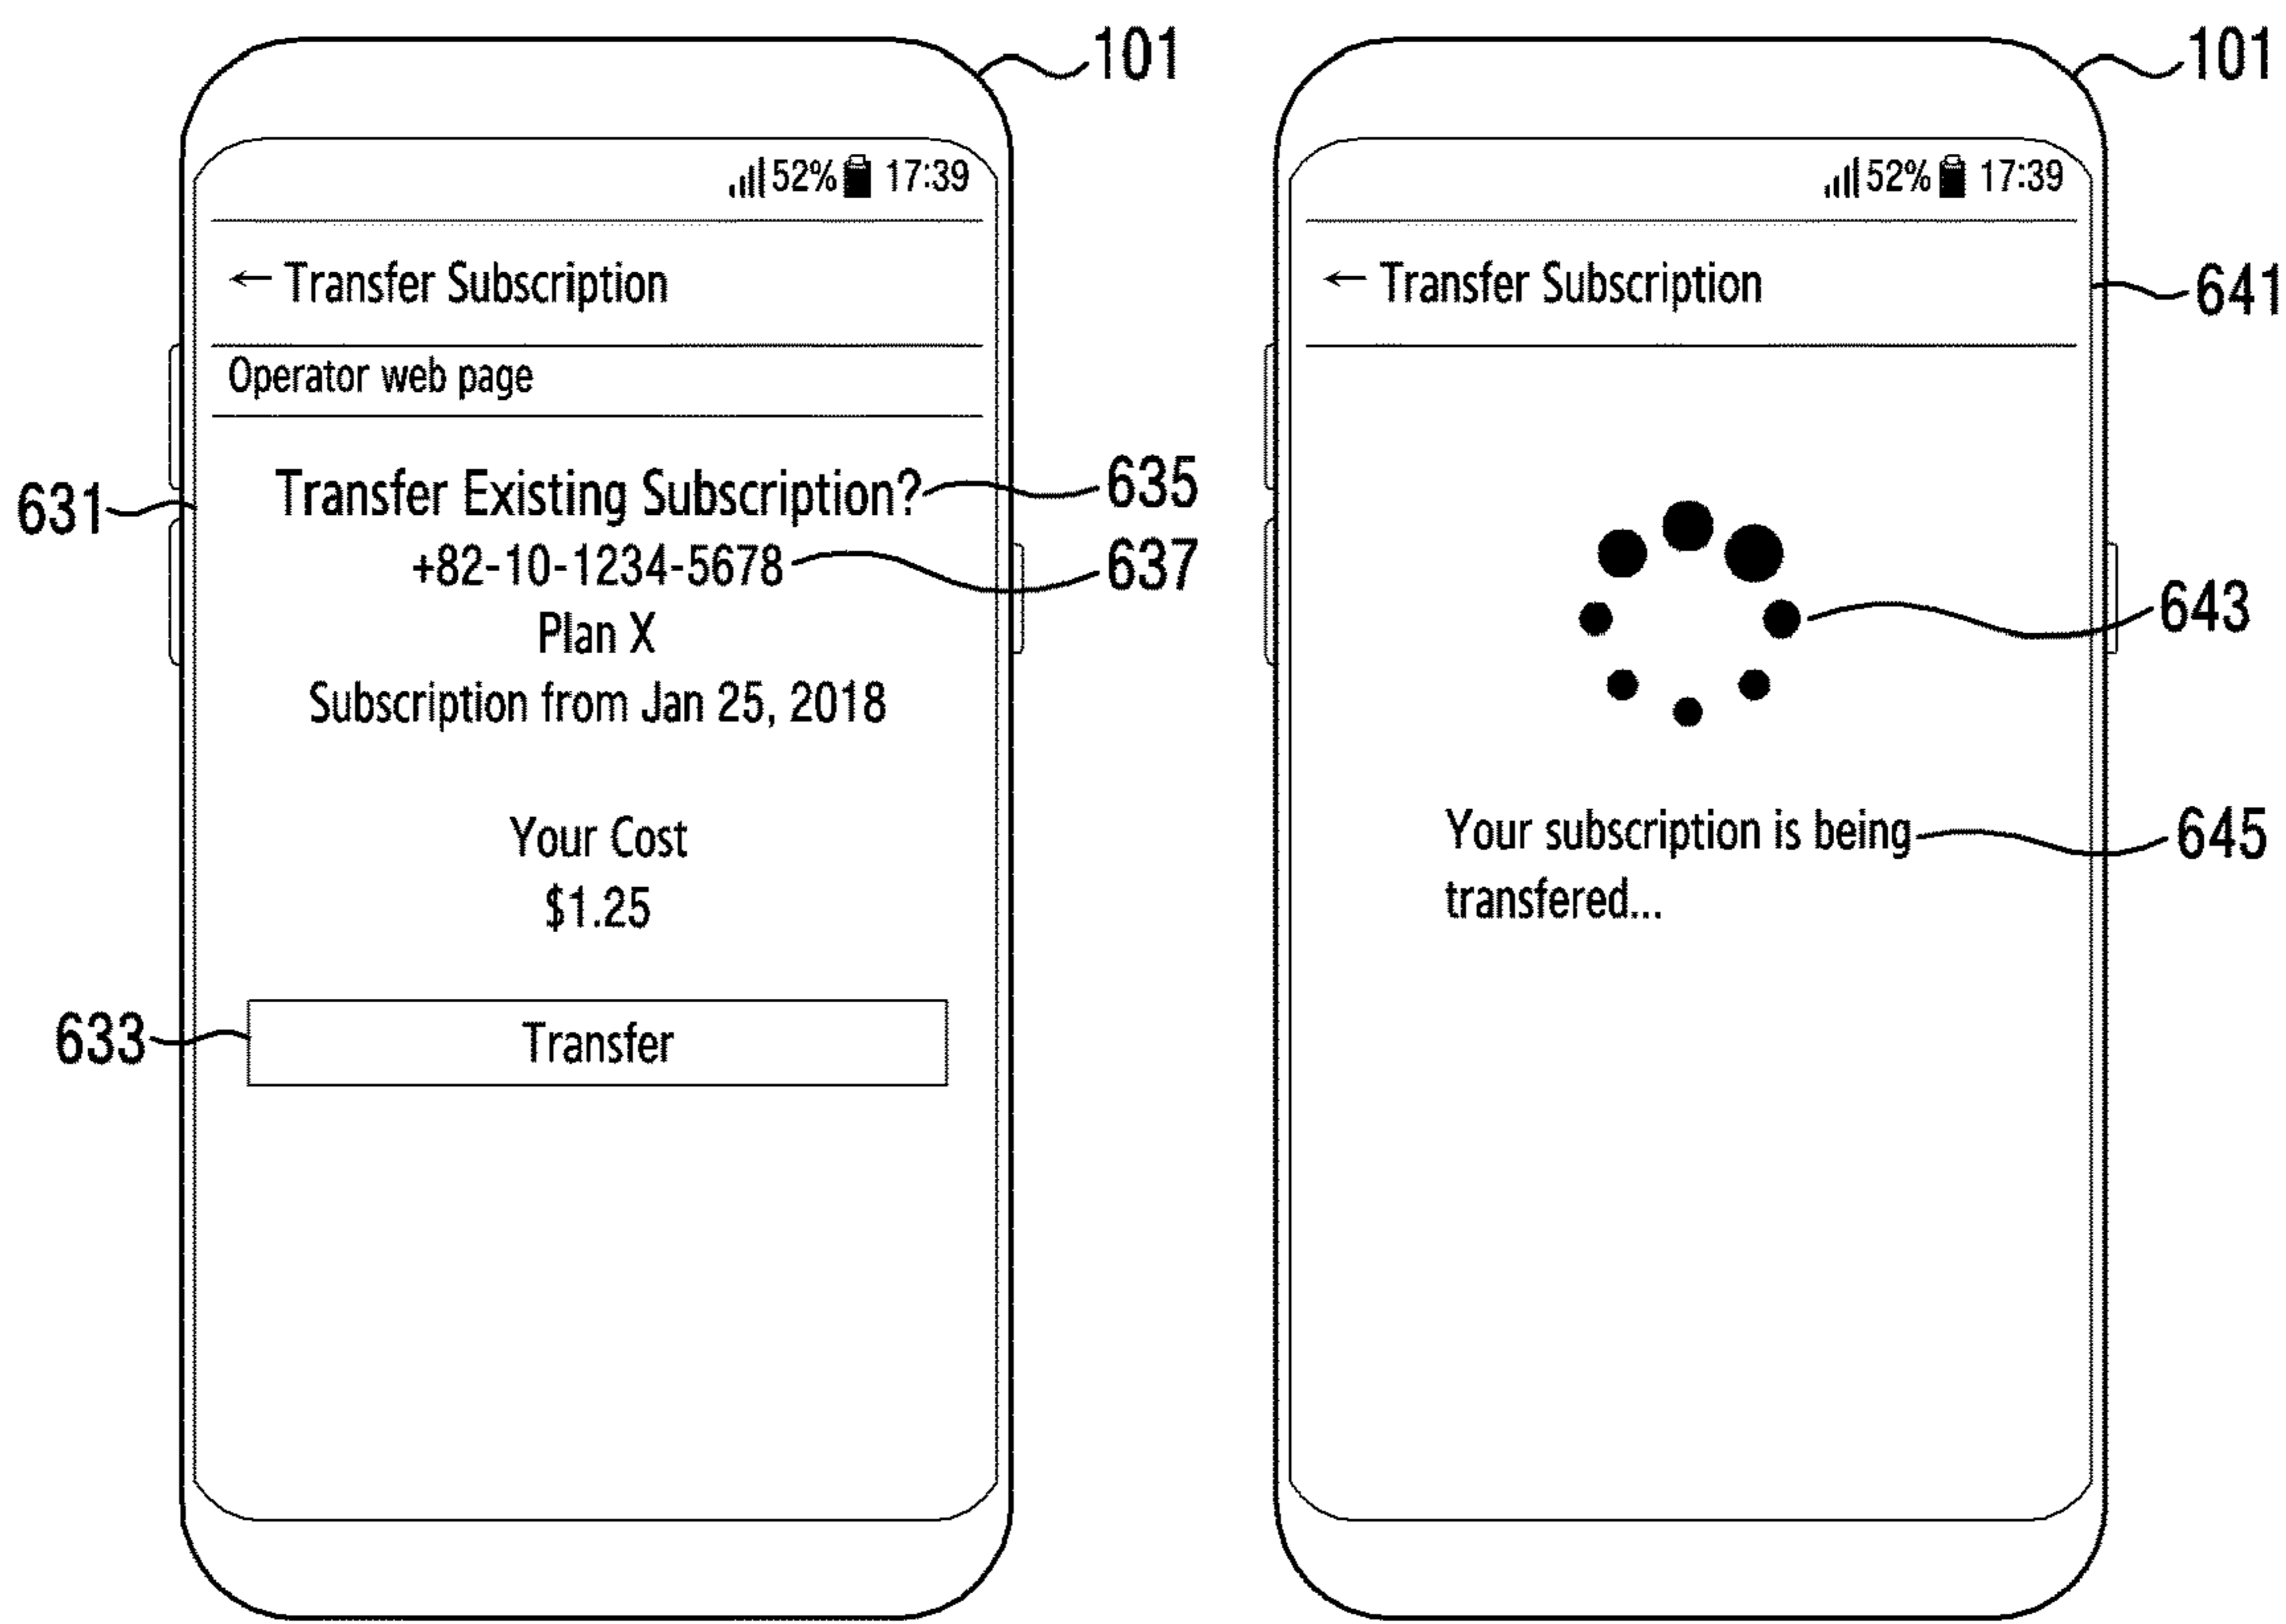 101
52% 17:39
← Transfer Subscription
Operator web page
Transfer Existing Subscription?
635
631
+82-10-1234-5678
637
Plan X
Subscription from Jan 25, 2018
Your Cost
$1.25
633
Transfer
101
52% 17:39
← Transfer Subscription
641
643
Your subscription is being
645
transfered...